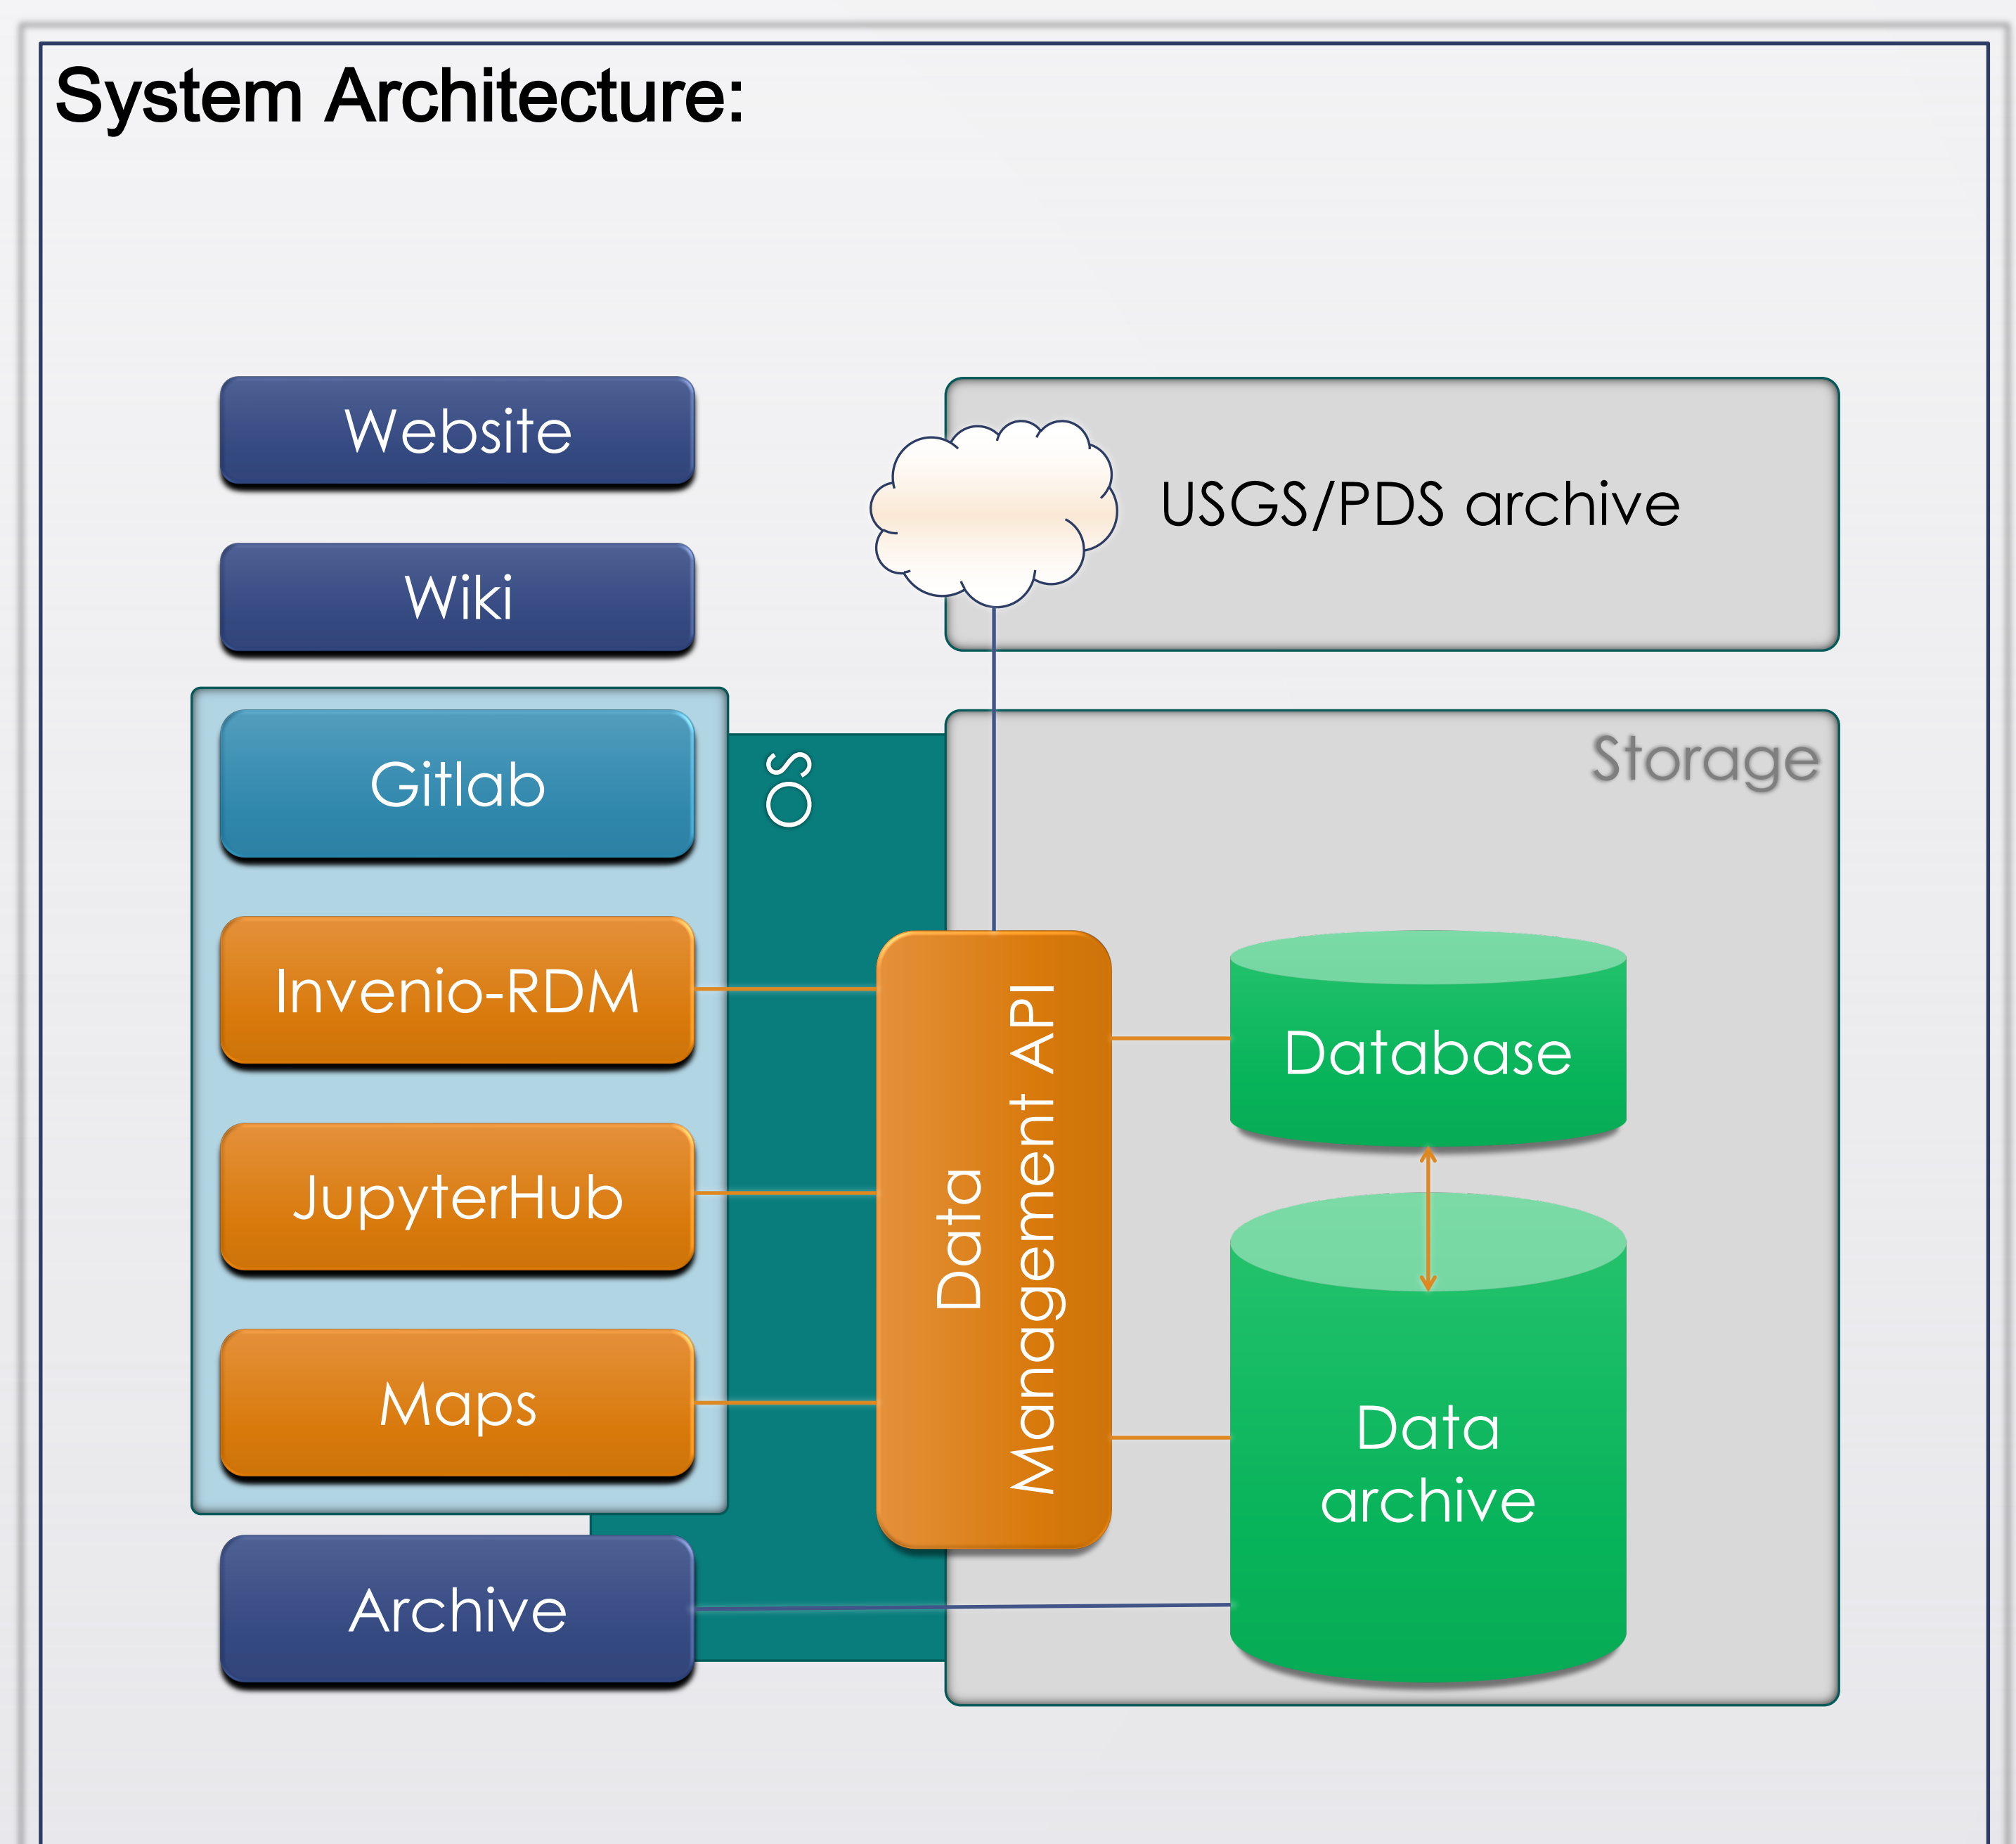 System Architecture:
Website
Wiki
Gitlab
Invenio-RDM
JupyterHub
Maps
Archive
OS
USGS/PDS archive
Storage
Data
Management API
Database
Data
archive